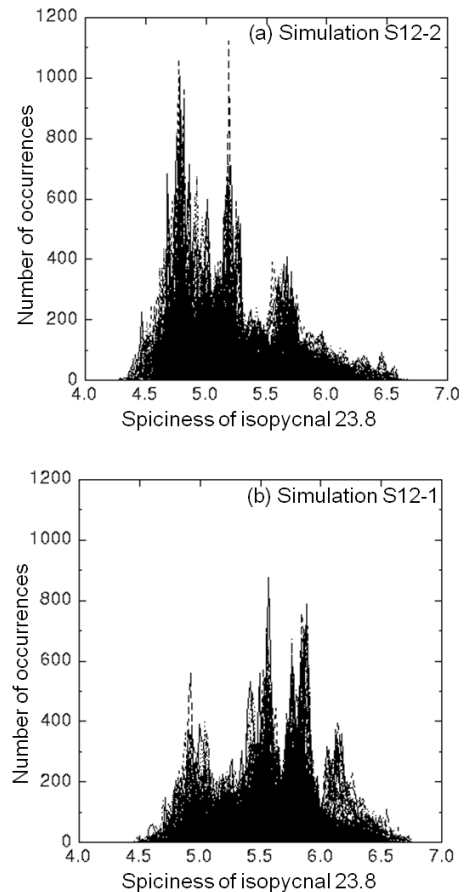 1200
(a) Simulation S12-2
1000
800
600
400
200
0
Number of occurrences
4.0 4.5 5.0 5.5 6.0 6.5 7.0
Spiciness of isopycnal 23.8
1200
(b) Simulation S12-1
1000
800
600
400
200
0
Number of occurrences
4.0 4.5 5.0 5.5 6.0 6.5 7.0
Spiciness of isopycnal 23.8